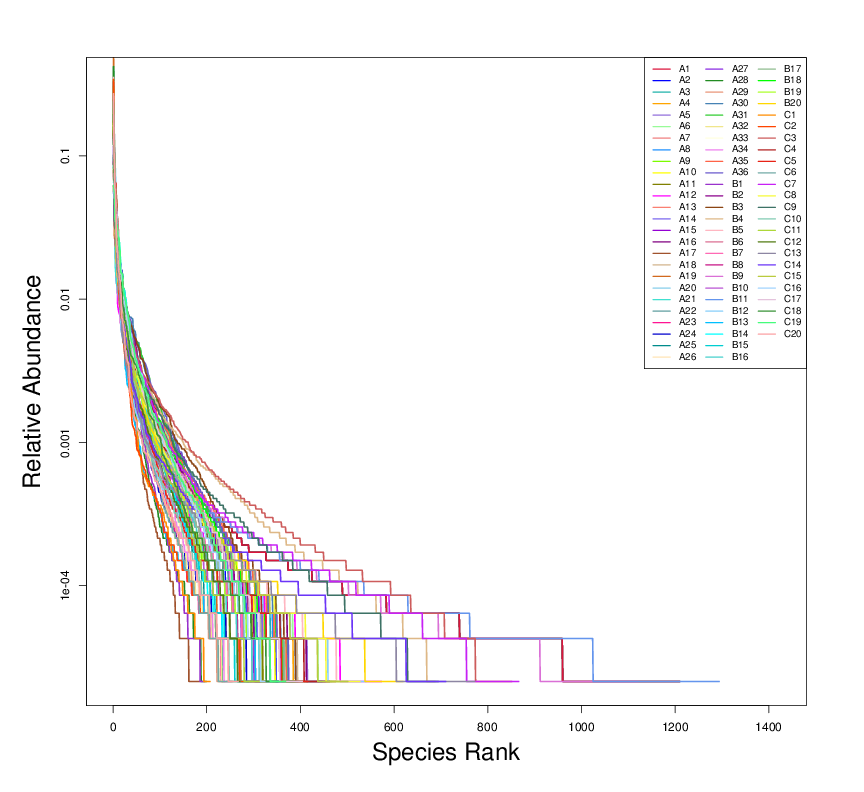 A1 A27 B17
A2 A28 B18
A3 A29 B19
A4 A30 B20
A5 A31 C1
A6 A32 C2
A7 A33 C3
A8 A34 C4
A9 A35 C5
A10 A36 C6
A11 B1 C7
A12 B2 C8
A13 B3 C9
A14 B4 C10
A15 B5 C11
A16 B6 C12
A17 B7 C13
A18 B8 C14
A19 B9 C15
A20 B10 C16
A21 B11 C17
A22 B12 C18
A23 B13 C19
A24 B14 C20
A25 B15
A26 B16
0.1
0.01
0.001
1e-04
Relative Abundance
0 200 400 600 800 1000 1200 1400
Species Rank